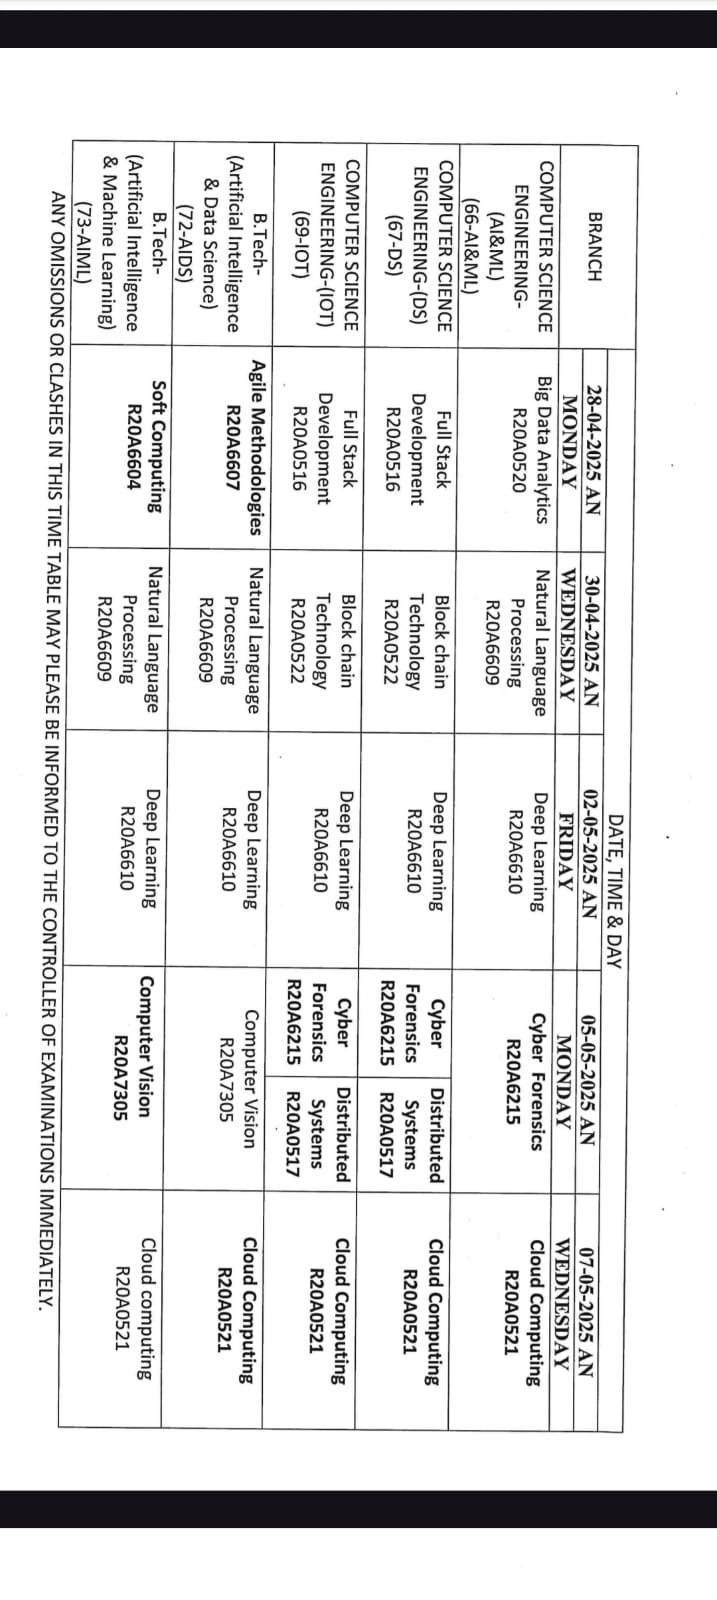 DATE, TIME & DAY
BRANCH
28-04-2025 AN
MONDAY
30-04-2025 AN
WEDNESDAY
02-05-2025 AN
FRIDAY
05-05-2025 AN
MONDAY
07-05-2025 AN
WEDNESDAY
COMPUTER SCIENCE
ENGINEERING-
(AI&ML)
(66-AI&ML)
Big Data Analytics
R20A0520
Natural Language
Processing
R20A6609
Deep Learning
R20A6610
Cyber Forensics
R20A6215
Cloud Computing
R20A0521
COMPUTER SCIENCE
ENGINEERING-(DS)
(67-DS)
Full Stack
Development
R20A0516
Block chain
Technology
R20A0522
Deep Learning
R20A6610
Cyber
Forensics
R20A6215
Distributed
Systems
R20A0517
Cloud Computing
R20A0521
COMPUTER SCIENCE
ENGINEERING-(IOT)
(69-IOT)
Full Stack
Development
R20A0516
Block chain
Technology
R20A0522
Deep Learning
R20A6610
Cyber
Forensics
R20A6215
Distributed
Systems
R20A0517
Cloud Computing
R20A0521
B.Tech-
(Artificial Intelligence
& Data Science)
(72-AIDS)
Agile Methodologies
R20A6607
Natural Language
Processing
R20A6609
Deep Learning
R20A6610
Computer Vision
R20A7305
Cloud Computing
R20A0521
B.Tech-
(Artificial Intelligence
& Machine Learning)
(73-AIML)
Soft Computing
R20A6604
Natural Language
Processing
R20A6609
Deep Learning
R20A6610
Computer Vision
R20A7305
Cloud computing
R20A0521
ANY OMISSIONS OR CLASHES IN THIS TIME TABLE MAY PLEASE BE INFORMED TO THE CONTROLLER OF EXAMINATIONS IMMEDIATELY.